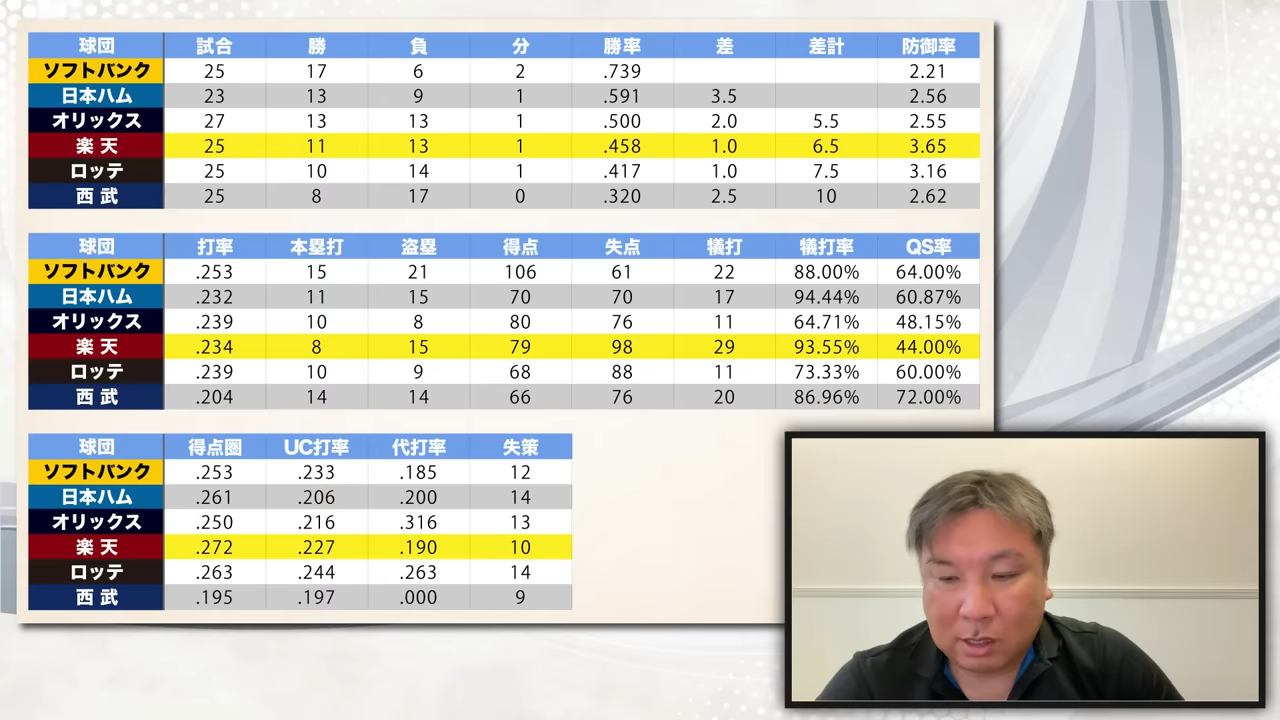 球団 試合 勝 負 分 勝率 差 差計 防御率
ソフトバンク 25 17 6 2 .739 2.21
日本ハム 23 13 9 1 .591 3.5 2.56
オリックス 27 13 13 1 .500 2.0 5.5 2.55
楽天 25 11 13 1 .458 1.0 6.5 3.65
ロッテ 25 10 14 1 .417 1.0 7.5 3.16
西武 25 8 17 0 .320 2.5 10 2.62
球団 打率 本塁打 盗塁 得点 失点 犠打 犠打率 QS率
ソフトバンク .253 15 21 106 61 22 88.00% 64.00%
日本ハム .232 11 15 70 70 17 94.44% 60.87%
オリックス .239 10 8 80 76 11 64.71% 48.15%
楽天 .234 8 15 79 98 29 93.55% 44.00%
ロッテ .239 10 9 68 88 11 73.33% 60.00%
西武 .204 14 14 66 76 20 86.96% 72.00%
球団 得点圏 UC打率 代打率 失策
ソフトバンク .253 .233 .185 12
日本ハム .261 .206 .200 14
オリックス .250 .216 .316 13
楽天 .272 .227 .190 10
ロッテ .263 .244 .263 14
西武 .195 .197 .000 9